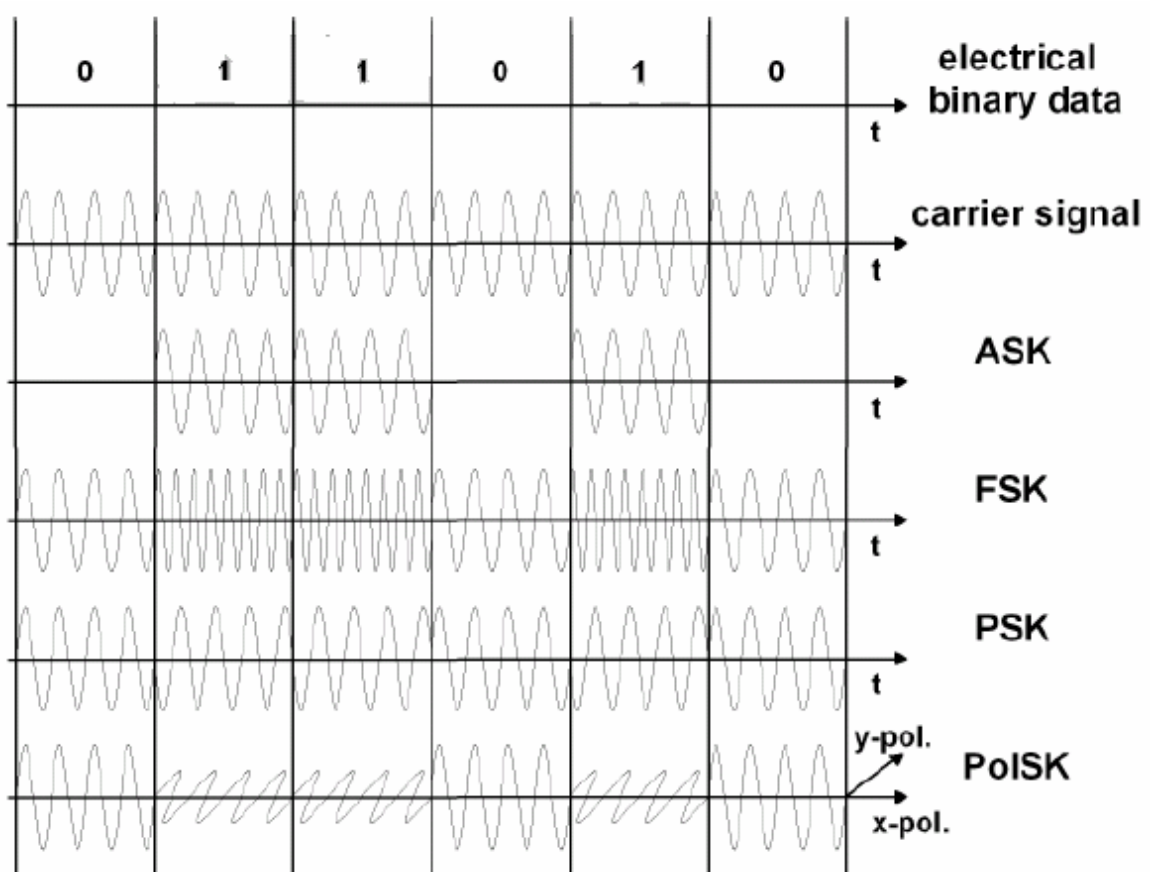 0 1 1 0 1 0
electrical
binary data
t
carrier signal
t
ASK
t
FSK
t
PSK
t
y-pol.
PolSK
x-pol.